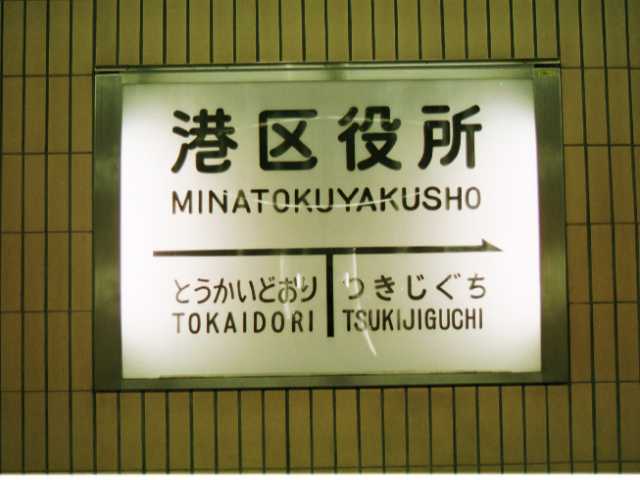 港区役所
MINATOKUYAKUSHO
とうかいどおり つきじぐち
TOKAIDORI TSUKIJIGUCHI